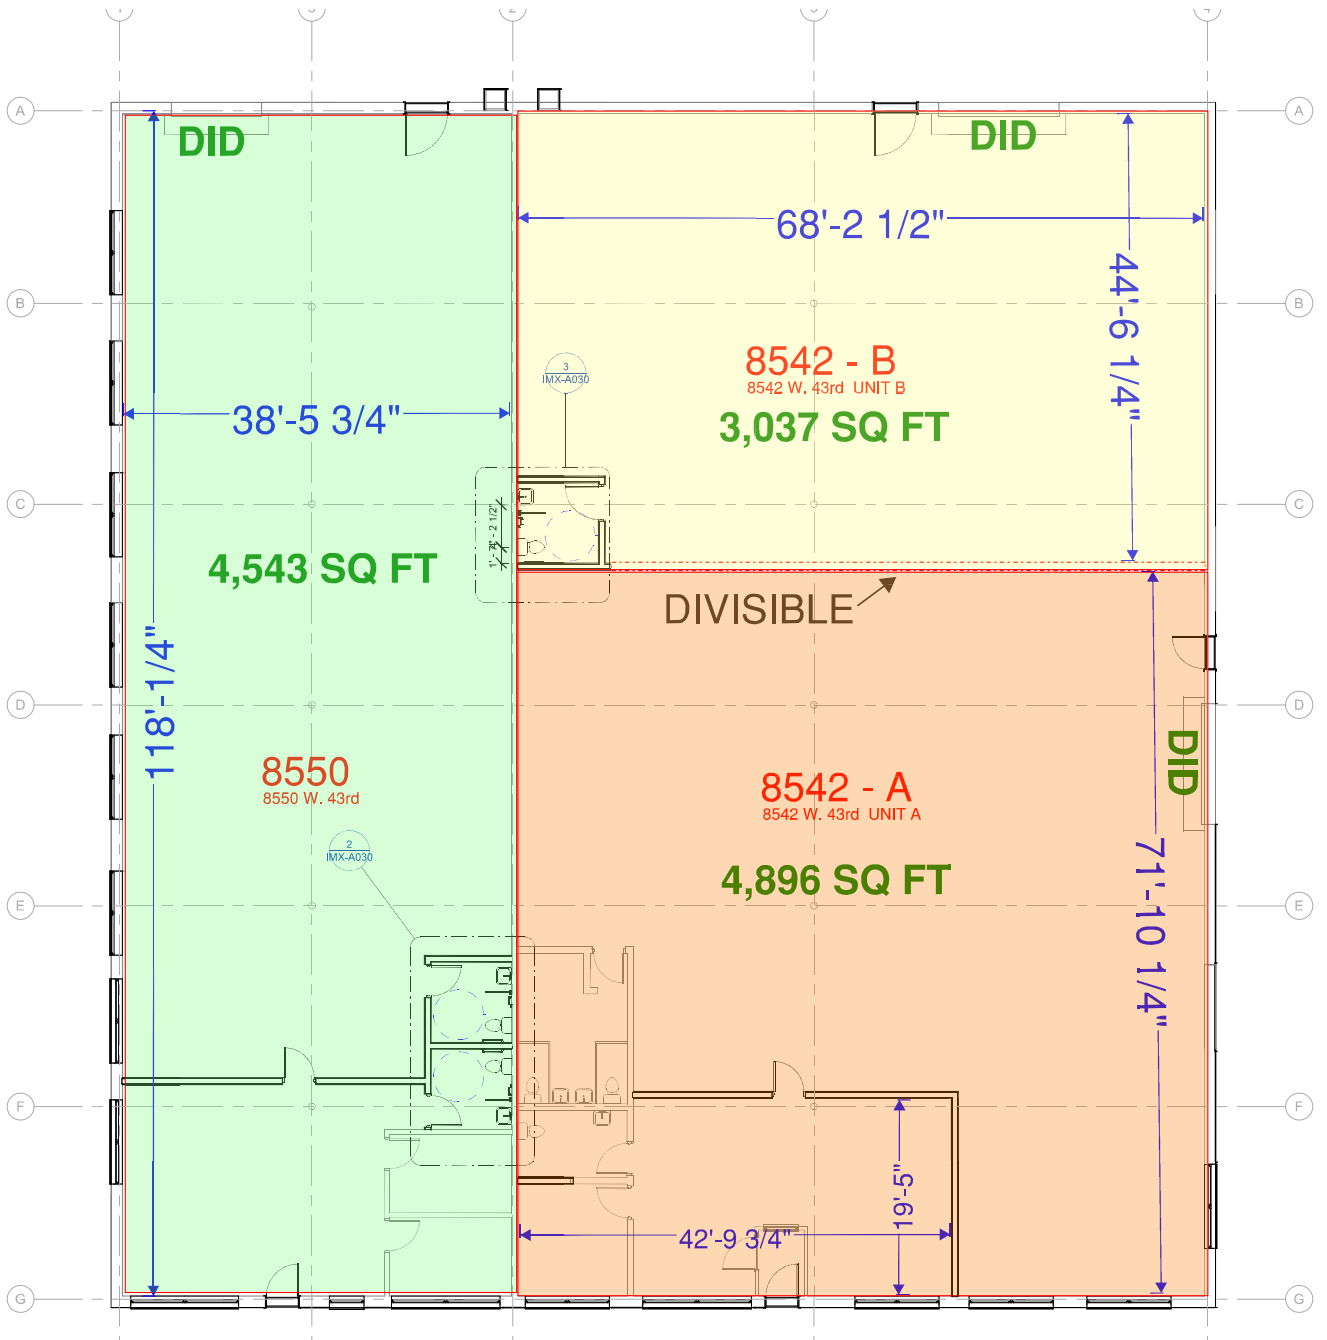 2
4
A
A
DID
DID
68'-2 1/2"
44'-6 1/4"
B
B
8542 - B
8542 W. 43rd UNIT B
3
IMX-A030
38'-5 3/4"
3,037 SQ FT
C
C
4,543 SQ FT
DIVISIBLE
118'-1/4"
D
D
DID
8550
8550 W. 43rd
8542 - A
8542 W. 43rd UNIT A
2
IMX-A030
4,896 SQ FT
71'-10 1/4"
E
E
F
F
19'-5"
42'-9 3/4"
G
G